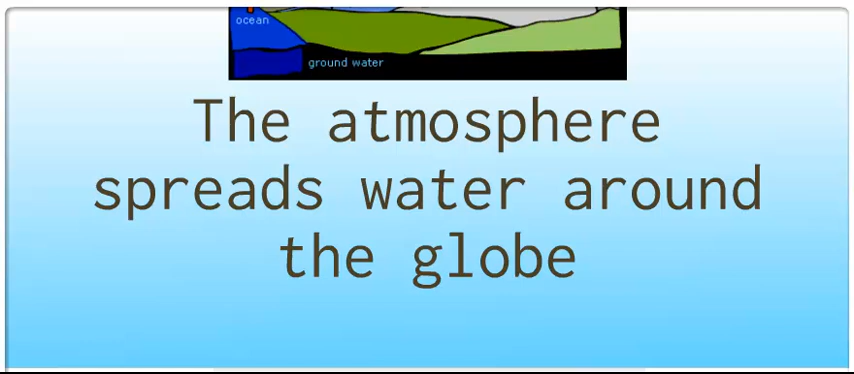 ocean
ground water
The atmosphere
spreads water around
the globe